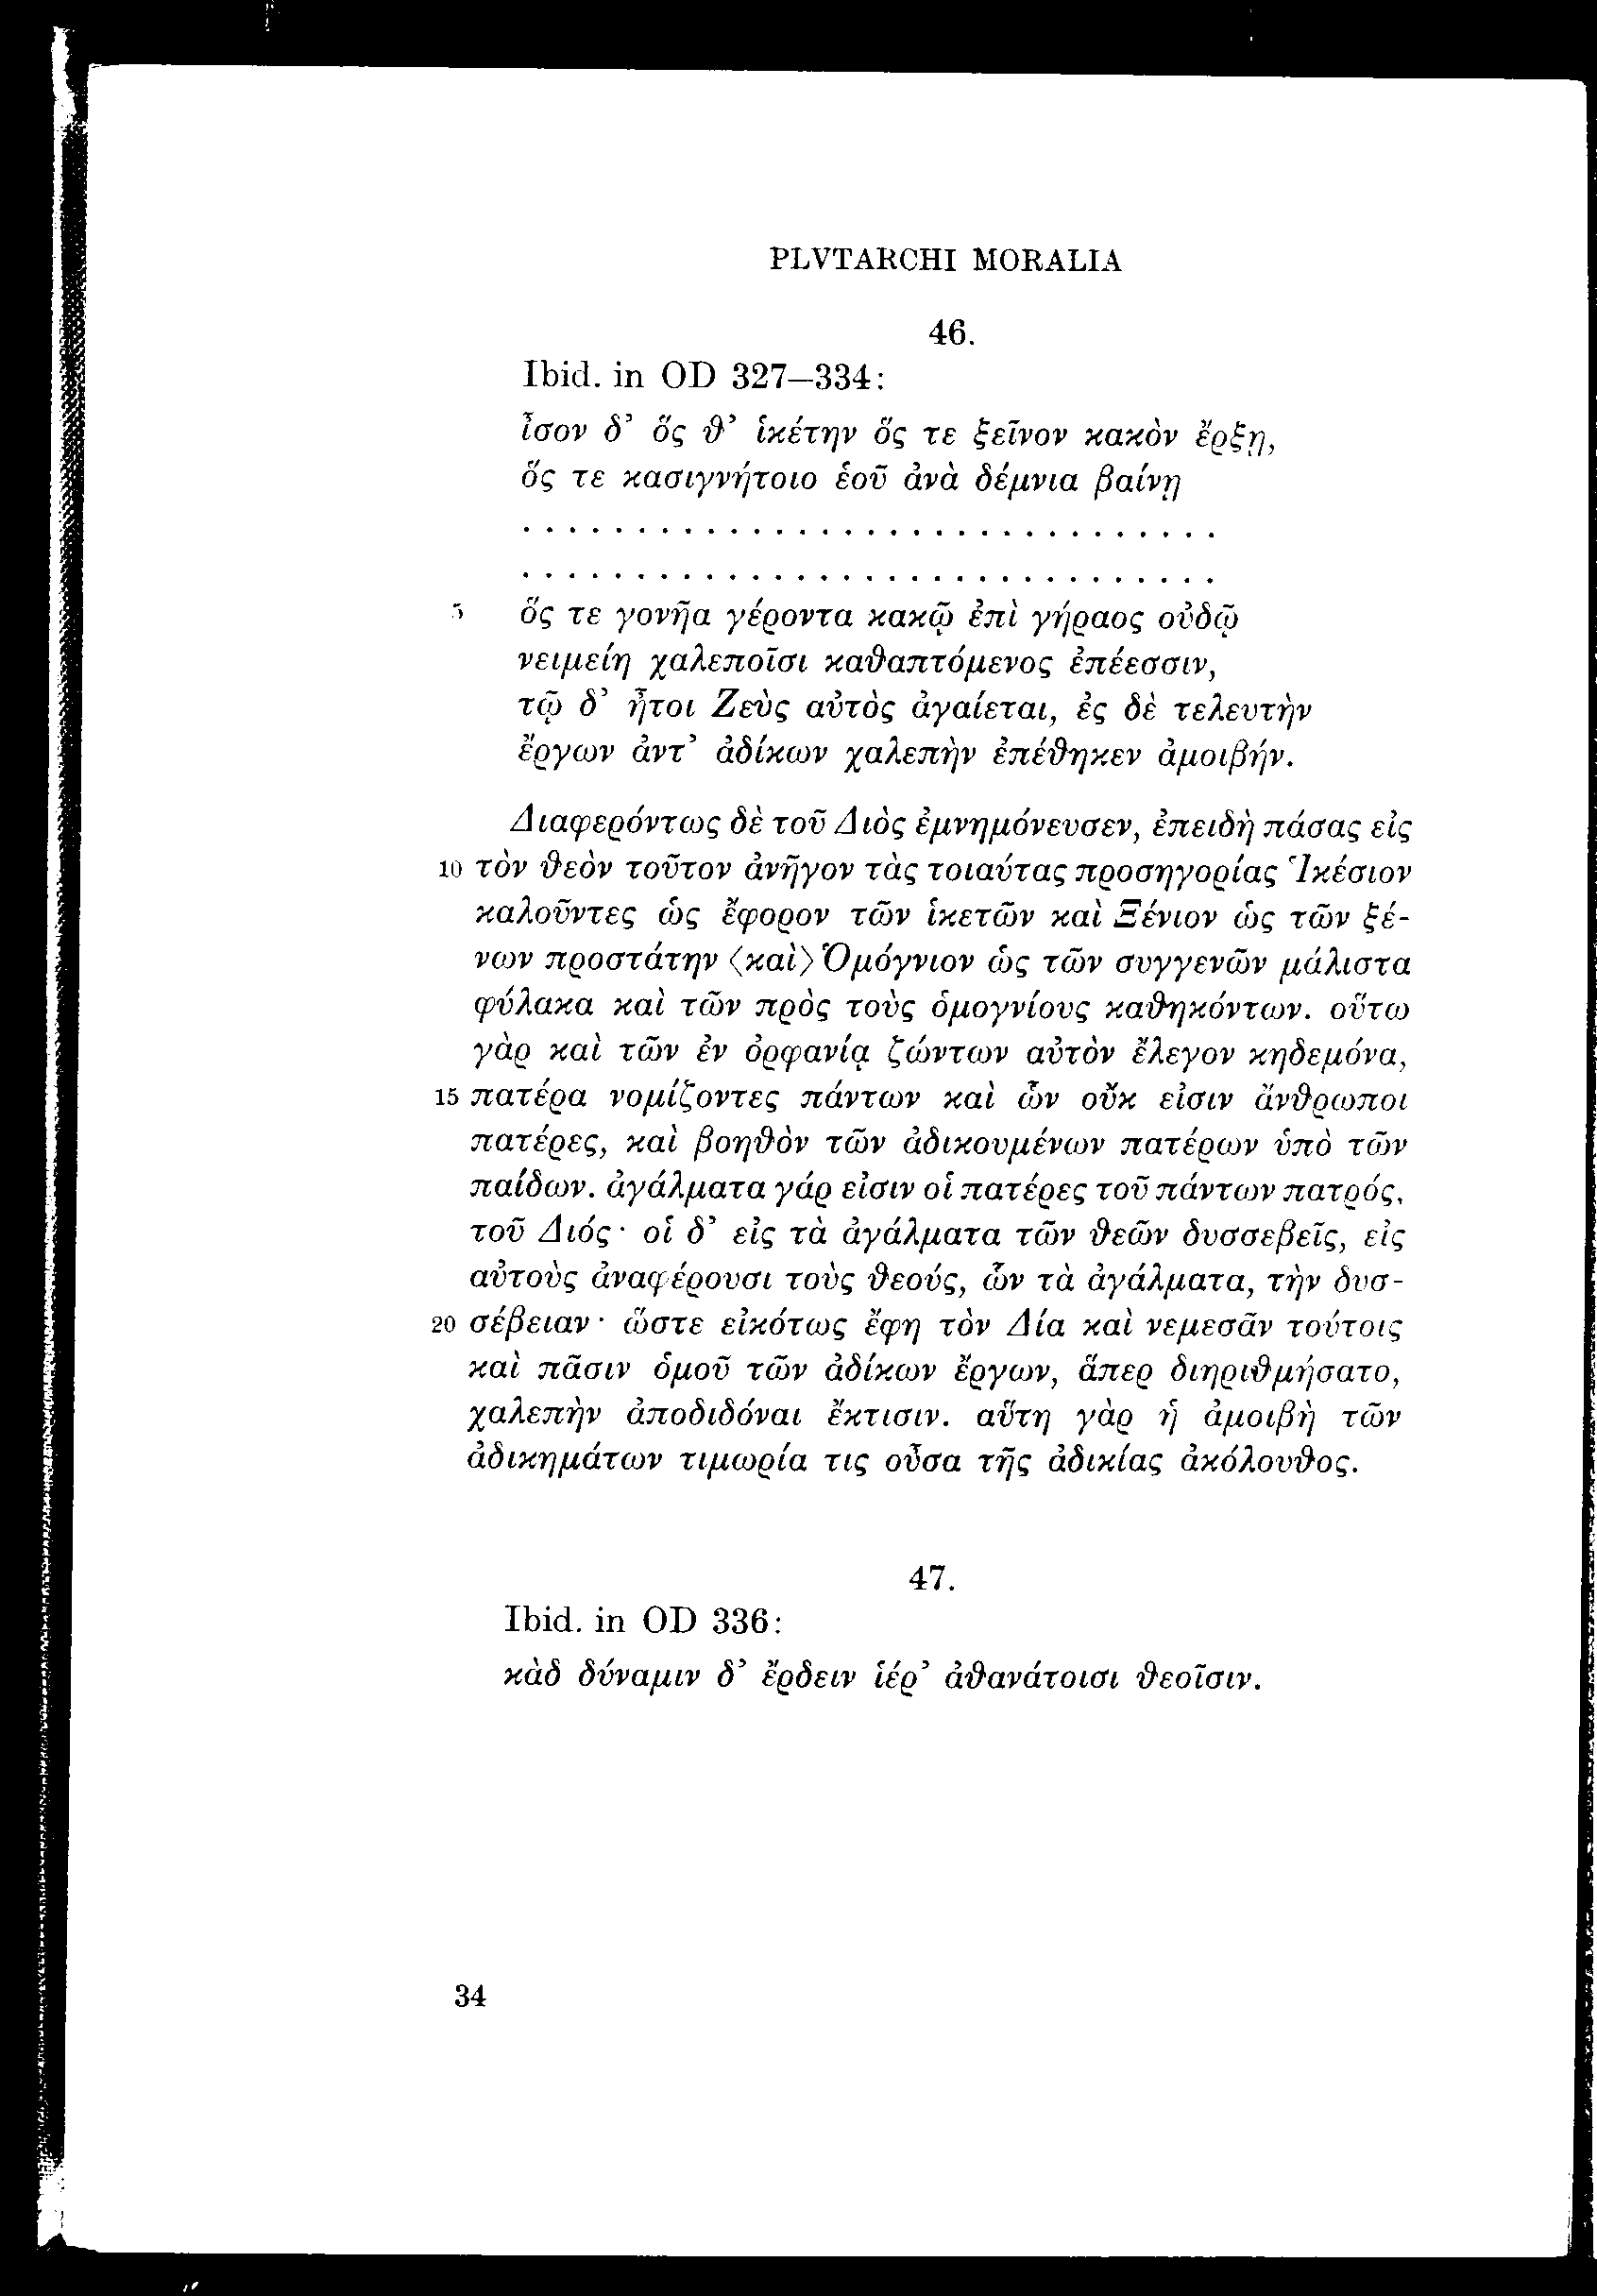 PLVTARCHI MORALIA
46.
Ibid. in OD 327–334:
ἶσον δ’ ὅς θ’ ἱκέτην ὅς τε ξεῖνον κακὸν ἔρξῃ,
ὅς τε κασιγνήτοιο ἑοῦ ἀνὰ δέμνια βαίνῃ
. . . . . . . . . . . . . . . . . . . . . . . . . . . . . . .
. . . . . . . . . . . . . . . . . . . . . . . . . . . . . . .
5 ὅς τε γονῆα γέροντα κακῷ ἐπὶ γήραος οὐδῷ
νειμείη χαλεποῖσι καθαπτόμενος ἐπέεσσιν,
τῷ δ’ ἦτοι Ζεὺς αὐτὸς ἀγαίεται, ἐς δὲ τελευτὴν
ἔργων ἀντ’ ἀδίκων χαλεπὴν ἐπέθηκεν ἀμοιβήν.
Διαφερόντως δὲ τοῦ Διὸς ἐμνημόνευσεν, ἐπειδὴ πάσας εἰς
10 τὸν θεὸν τοῦτον ἀνῆγον τὰς τοιαύτας προσηγορίας Ἱκέσιον
καλοῦντες ὡς ἔφορον τῶν ἱκετῶν καὶ Ξένιον ὡς τῶν ξέ-
νων προστάτην ⟨καὶ⟩ Ὁμόγνιον ὡς τῶν συγγενῶν μάλιστα
φύλακα καὶ τῶν πρὸς τοὺς ὁμογνίους καθηκόντων. οὕτω
γὰρ καὶ τῶν ἐν ὀρφανίᾳ ζώντων αὐτὸν ἔλεγον κηδεμόνα,
15 πατέρα νομίζοντες πάντων καὶ ὧν οὔκ εἰσιν ἄνθρωποι
πατέρες, καὶ βοηθὸν τῶν ἀδικουμένων πατέρων ὑπὸ τῶν
παίδων. ἀγάλματα γάρ εἰσιν οἱ πατέρες τοῦ πάντων πατρός,
τοῦ Διός· οἱ δ’ εἰς τὰ ἀγάλματα τῶν θεῶν δυσσεβεῖς, εἰς
αὐτοὺς ἀναφέρουσι τοὺς θεούς, ὧν τὰ ἀγάλματα, τὴν δυσ-
20 σέβειαν· ὥστε εἰκότως ἔφη τὸν Δία καὶ νεμεσᾶν τούτοις
καὶ πᾶσιν ὁμοῦ τῶν ἀδίκων ἔργων, ἅπερ διηριθμήσατο,
χαλεπὴν ἀποδιδόναι ἔκτισιν. αὕτη γὰρ ἡ ἀμοιβὴ τῶν
ἀδικημάτων τιμωρία τις οὖσα τῆς ἀδικίας ἀκόλουθος.
47.
Ibid. in OD 336:
κὰδ δύναμιν δ’ ἔρδειν ἱέρ’ ἀθανάτοισι θεοῖσιν.
34